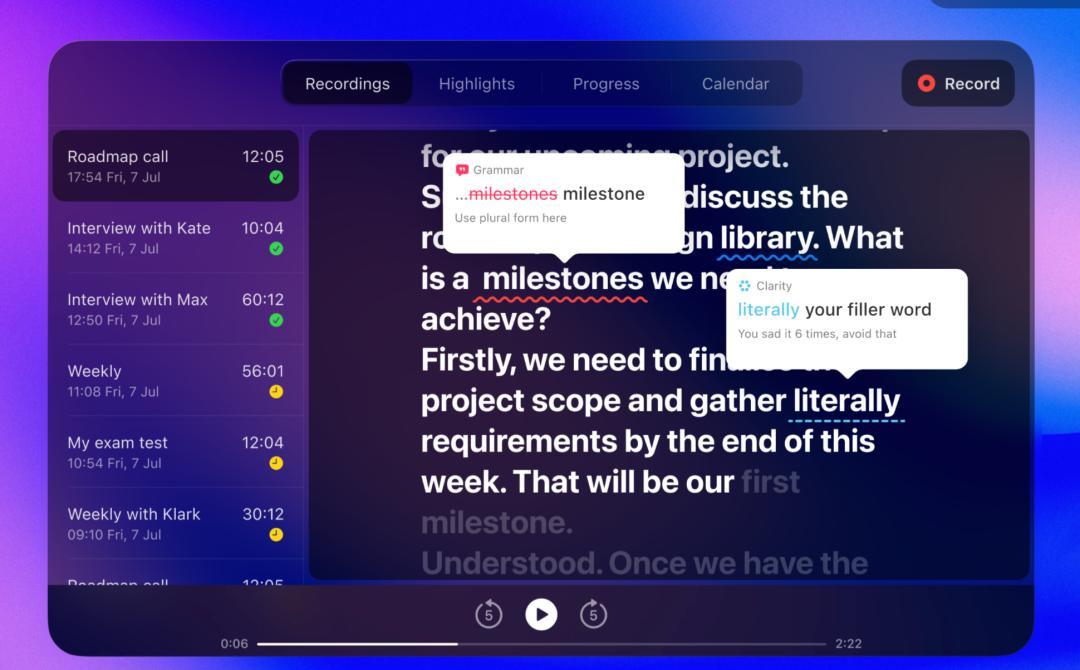 Recordings
Highlights
Progress
Calendar
Record
Roadmap call 12:05
17:54 Fri, 7 Jul
Interview with Kate 10:04
14:12 Fri, 7 Jul
Interview with Max 60:12
12:50 Fri, 7 Jul
Weekly 56:01
11:08 Fri, 7 Jul
My exam test 12:04
10:54 Fri, 7 Jul
Weekly with Klark 30:12
09:10 Fri, 7 Jul
Roadmap call 12:05
for our upcoming project.
discuss the
library. What
is a milestones we need to
achieve?
Firstly, we need to
project scope and gather literally
requirements by the end of this
week. That will be our first
milestone.
Understood. Once we have the
Grammar
...milestones milestone
Use plural form here
Clarity
literally your filler word
You sad it 6 times, avoid that
5
5
0:06
2:22